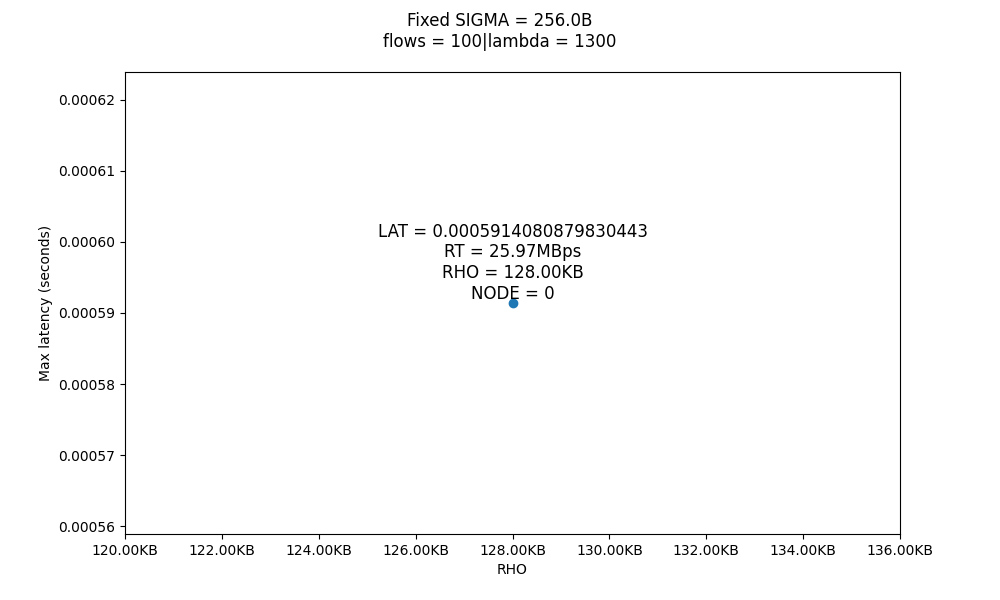 Fixed SIGMA = 256.0B
flows = 100|lambda = 1300
0.00062
0.00061
0.00060
0.00059
0.00058
0.00057
0.00056
Max latency (seconds)
LAT = 0.0005914080879830443
RT = 25.97MBps
RHO = 128.00KB
NODE = 0
120.00KB 122.00KB 124.00KB 126.00KB 128.00KB 130.00KB 132.00KB 134.00KB 136.00KB
RHO